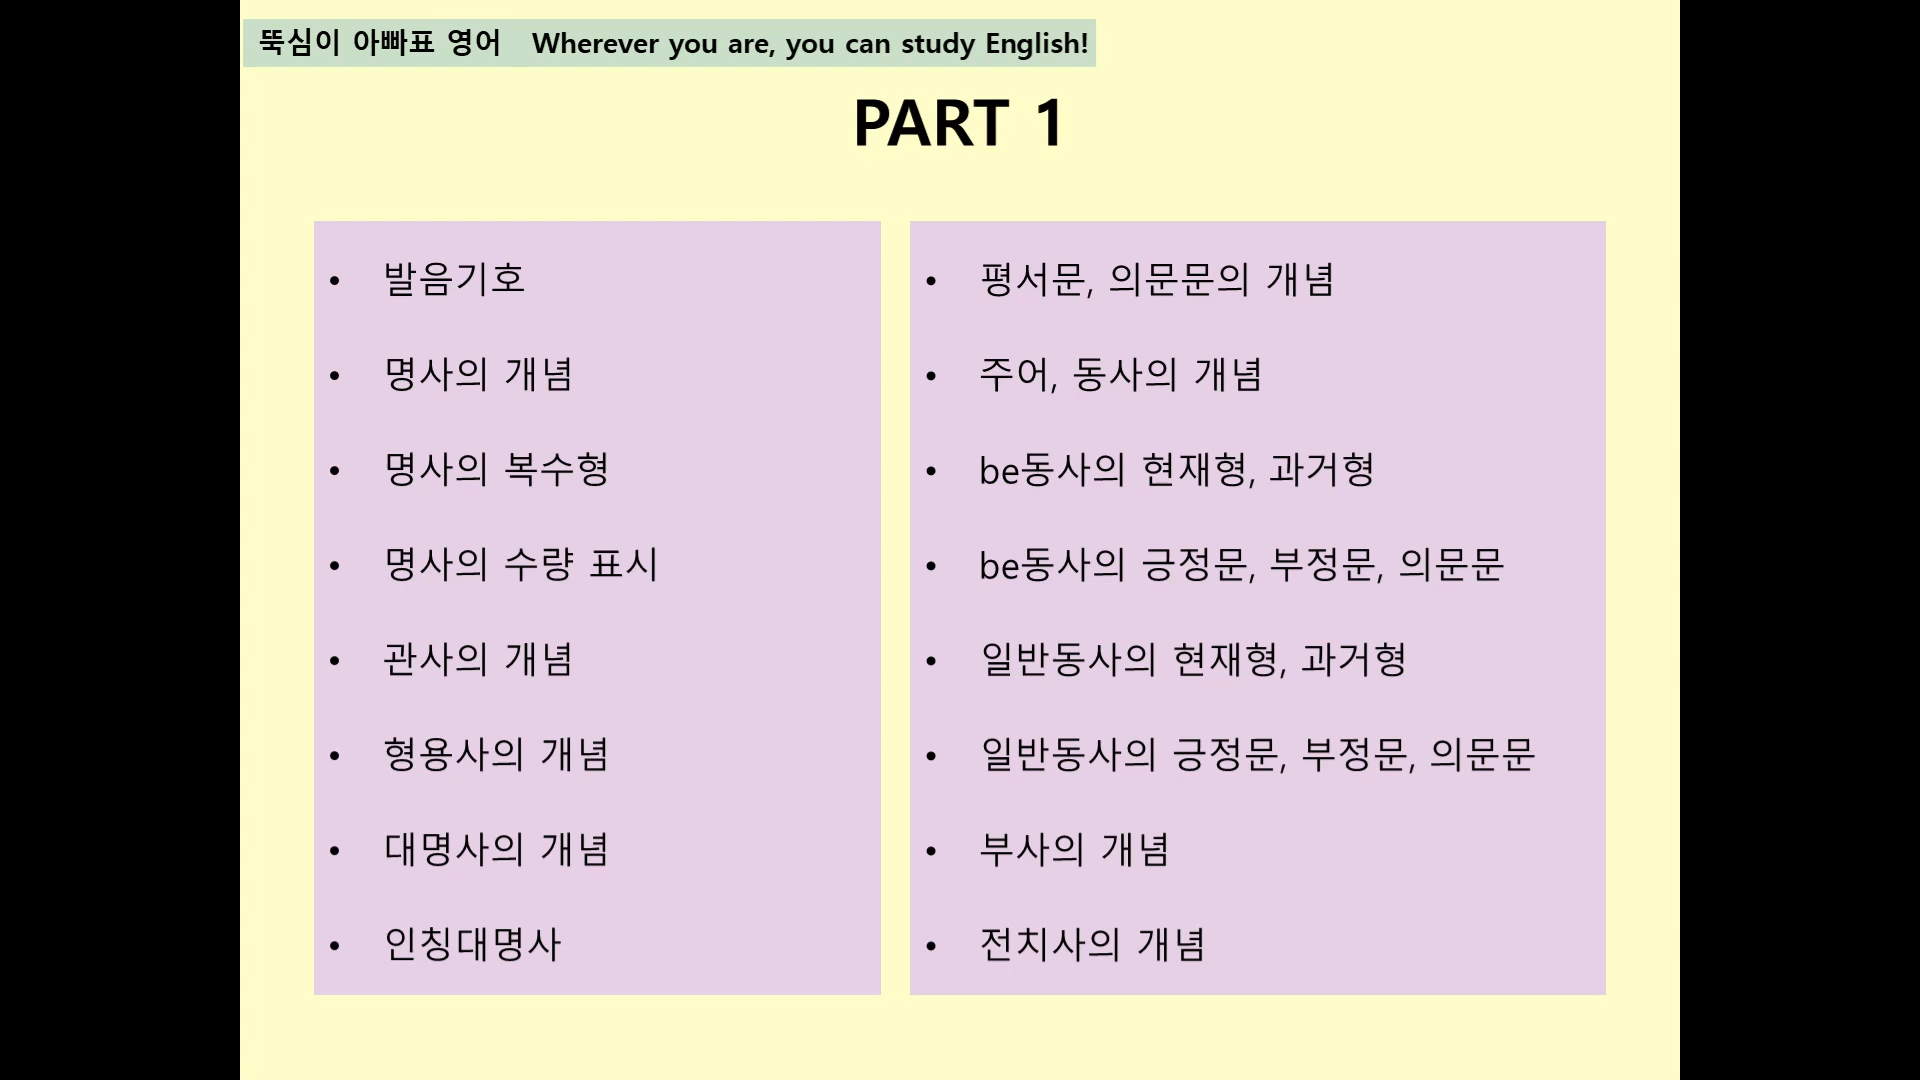 뚝심이 아빠표 영어 Wherever you are, you can study English!
PART 1
• 발음기호
• 명사의 개념
• 명사의 복수형
• 명사의 수량 표시
• 관사의 개념
• 형용사의 개념
• 대명사의 개념
• 인칭대명사
• 평서문, 의문문의 개념
• 주어, 동사의 개념
• be동사의 현재형, 과거형
• be동사의 긍정문, 부정문, 의문문
• 일반동사의 현재형, 과거형
• 일반동사의 긍정문, 부정문, 의문문
• 부사의 개념
• 전치사의 개념